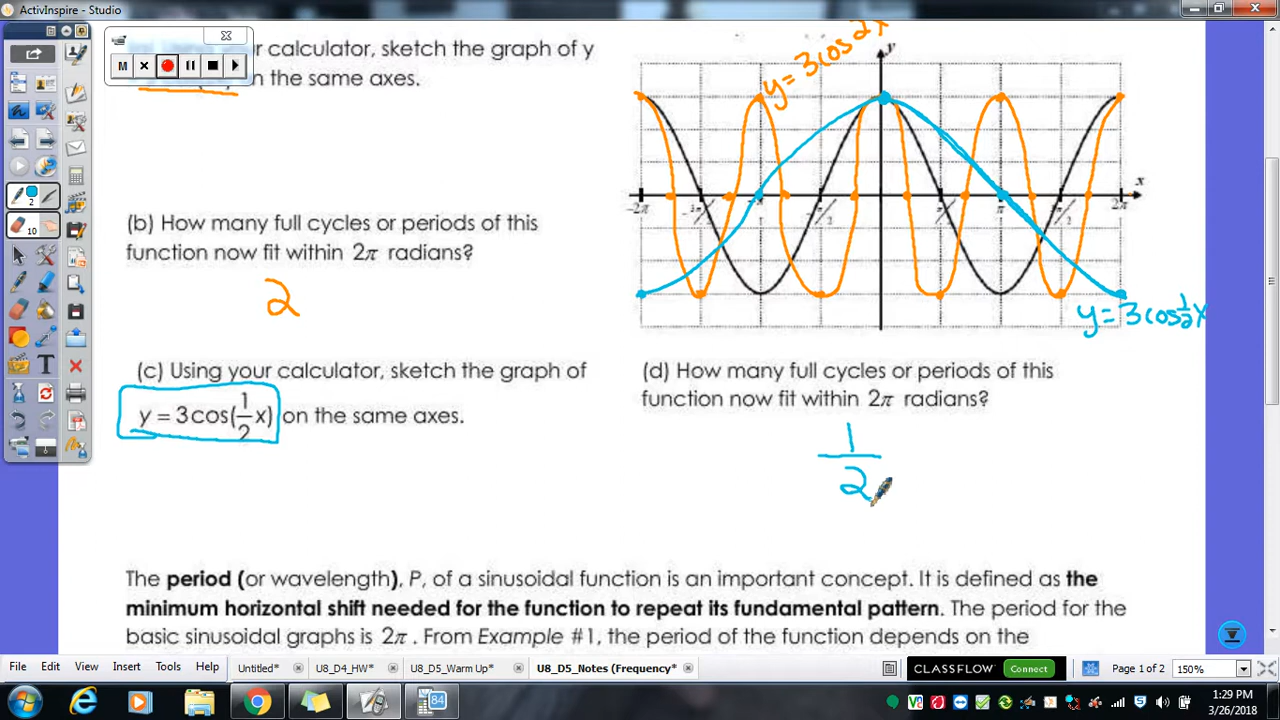 ActivInspire - Studio
M
ur calculator, sketch the graph of y
n the same axes.
y = 3cos2x
y
x
-2π
π
2π
y = 3cos½x
(b) How many full cycles or periods of this
function now fit within 2π radians?
2
(c) Using your calculator, sketch the graph of
y = 3cos(1/2 x) on the same axes.
(d) How many full cycles or periods of this
function now fit within 2π radians?
1
2
2
10
T
The period (or wavelength), P, of a sinusoidal function is an important concept. It is defined as the
minimum horizontal shift needed for the function to repeat its fundamental pattern. The period for the
basic sinusoidal graphs is 2π. From Example #1, the period of the function depends on the
File Edit View Insert Tools Help Untitled* U8_D4_HW* U8_D5_Warm Up* U8_D5_Notes (Frequency* CLASSFLOW Connect Page 1 of 2 150%
84
1:29 PM
3/26/2018